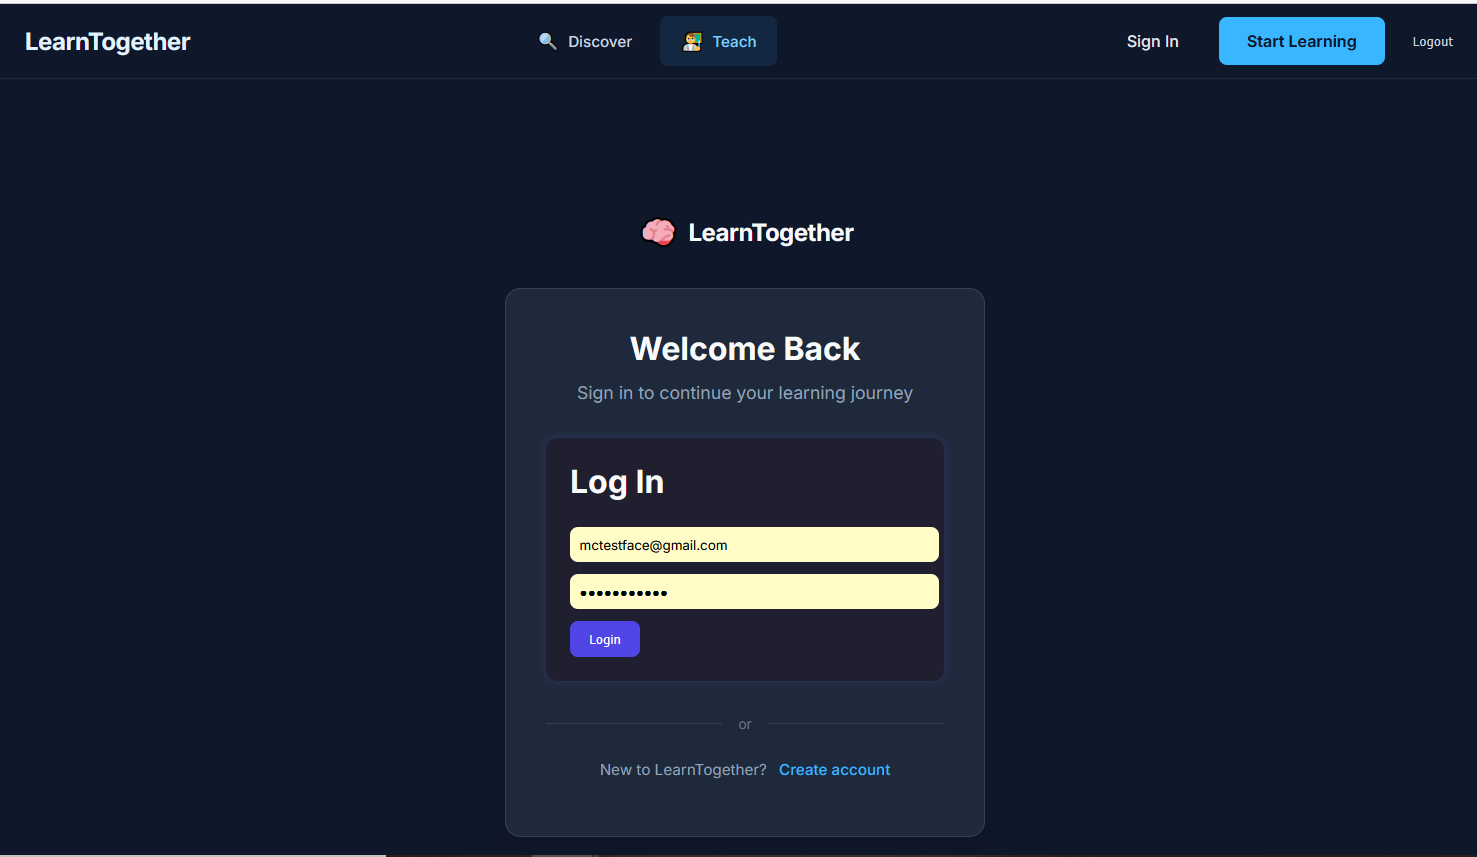 LearnTogether
Discover
Teach
Sign In
Start Learning
Logout
LearnTogether
Welcome Back
Sign in to continue your learning journey
Log In
mctestface@gmail.com
•••••••••••
Login
or
New to LearnTogether? Create account